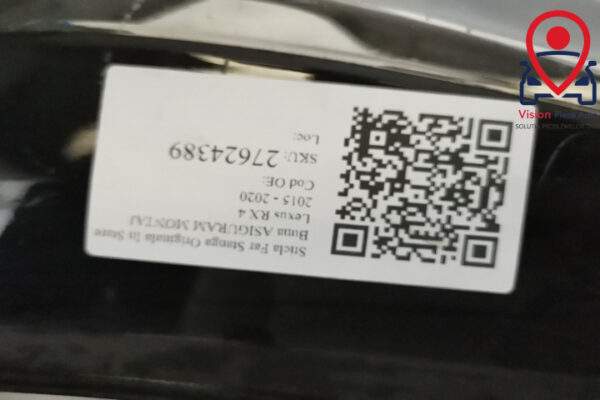 Sticla Far Stanga Originala In Stare
Buna ASIGURAM MONTAJ
Lexus RX 4
2015 - 2020
Cod OE:
SKU: 27624389
Loc:
Vision